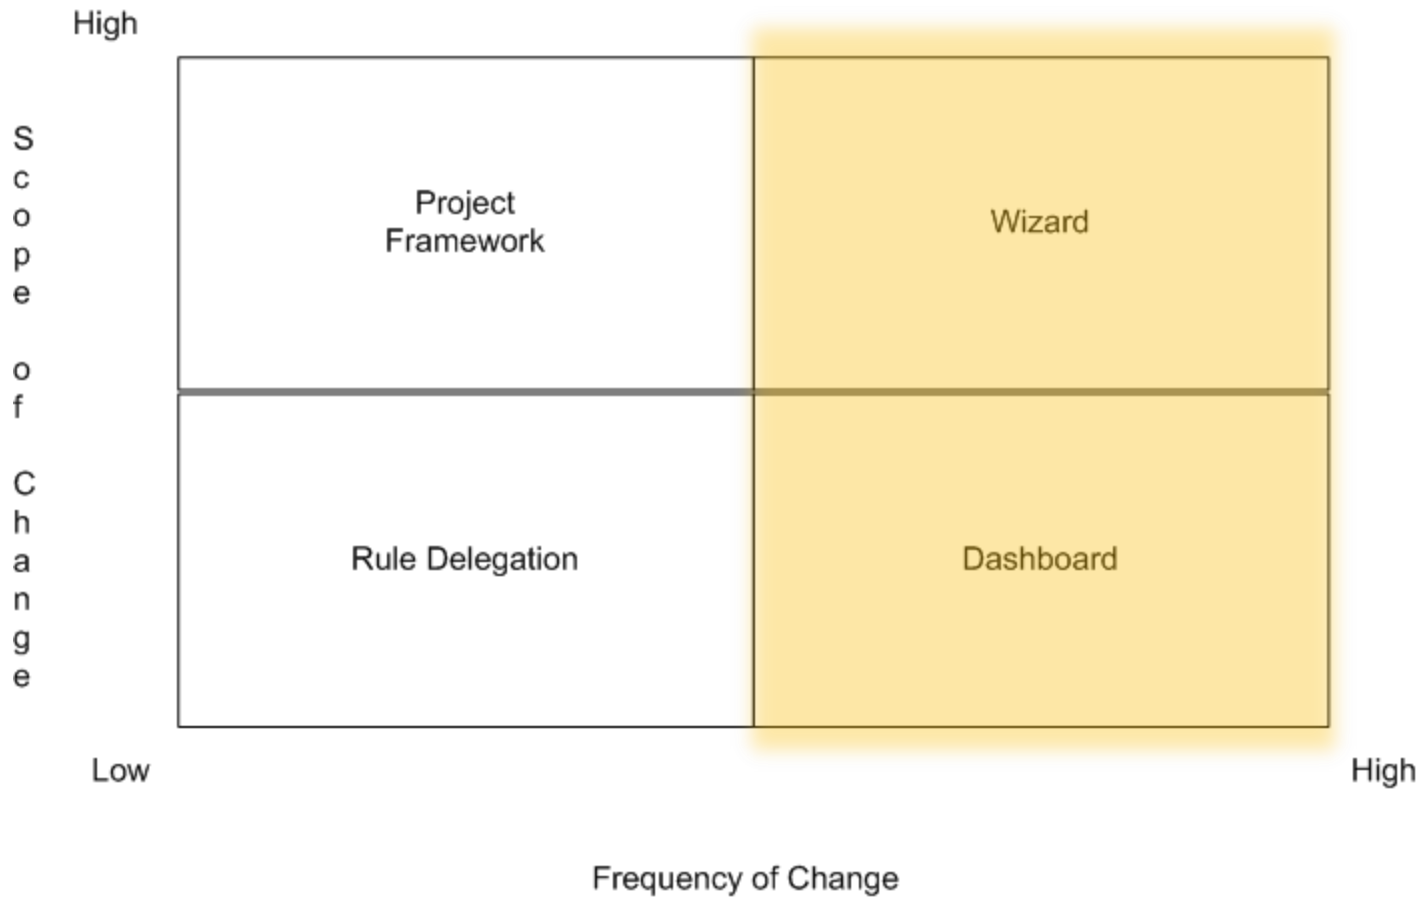 High
Scope of Change
Project
Framework
Wizard
Rule Delegation
Dashboard
Low
High
Frequency of Change